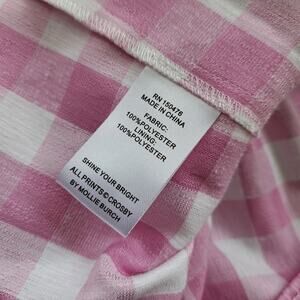 RN 150478
MADE IN CHINA
FABRIC:
100%POLYESTER
LINING:
100%POLYESTER
SHINE YOUR BRIGHT
ALL PRINTS©CROSBY
BY MOLLIE BURCH